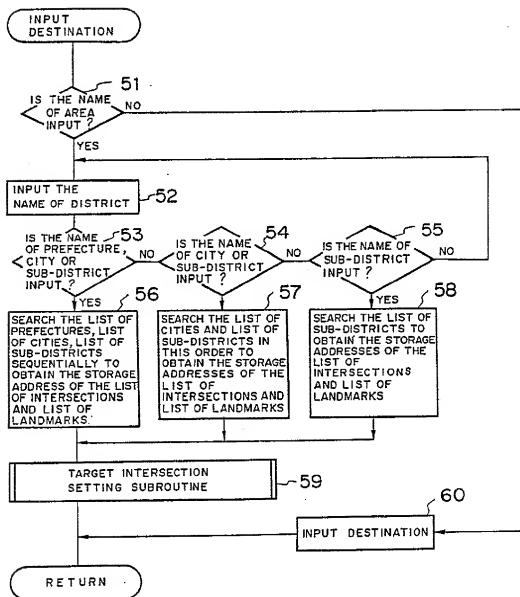 INPUT
DESTINATION
51
IS THE NAME
OF AREA
INPUT ?
NO
YES
INPUT THE
NAME OF DISTRICT
52
53
IS THE NAME
OF PREFECTURE,
CITY OR
SUB-DISTRICT
INPUT ?
NO
YES
54
IS THE NAME
OF CITY OR
SUB-DISTRICT
INPUT ?
NO
55
IS THE NAME OF
SUB-DISTRICT
INPUT ?
NO
YES
56
SEARCH THE LIST OF
PREFECTURES, LIST
OF CITIES, LIST OF
SUB-DISTRICTS
SEQUENTIALLY TO
OBTAIN THE STORAGE
ADDRESS OF THE LIST
OF INTERSECTIONS
AND LIST OF
LANDMARKS.
57
SEARCH THE LIST OF
CITIES AND LIST OF
SUB-DISTRICTS IN
THIS ORDER TO
OBTAIN THE STORAGE
ADDRESSES OF THE
LIST OF
INTERSECTIONS AND
LIST OF LANDMARKS
58
SEARCH THE LIST OF
SUB-DISTRICTS TO
OBTAIN THE STORAGE
ADDRESSES OF THE
LIST OF
INTERSECTIONS
AND LIST OF
LANDMARKS
TARGET INTERSECTION
SETTING SUBROUTINE
59
60
INPUT DESTINATION
RETURN